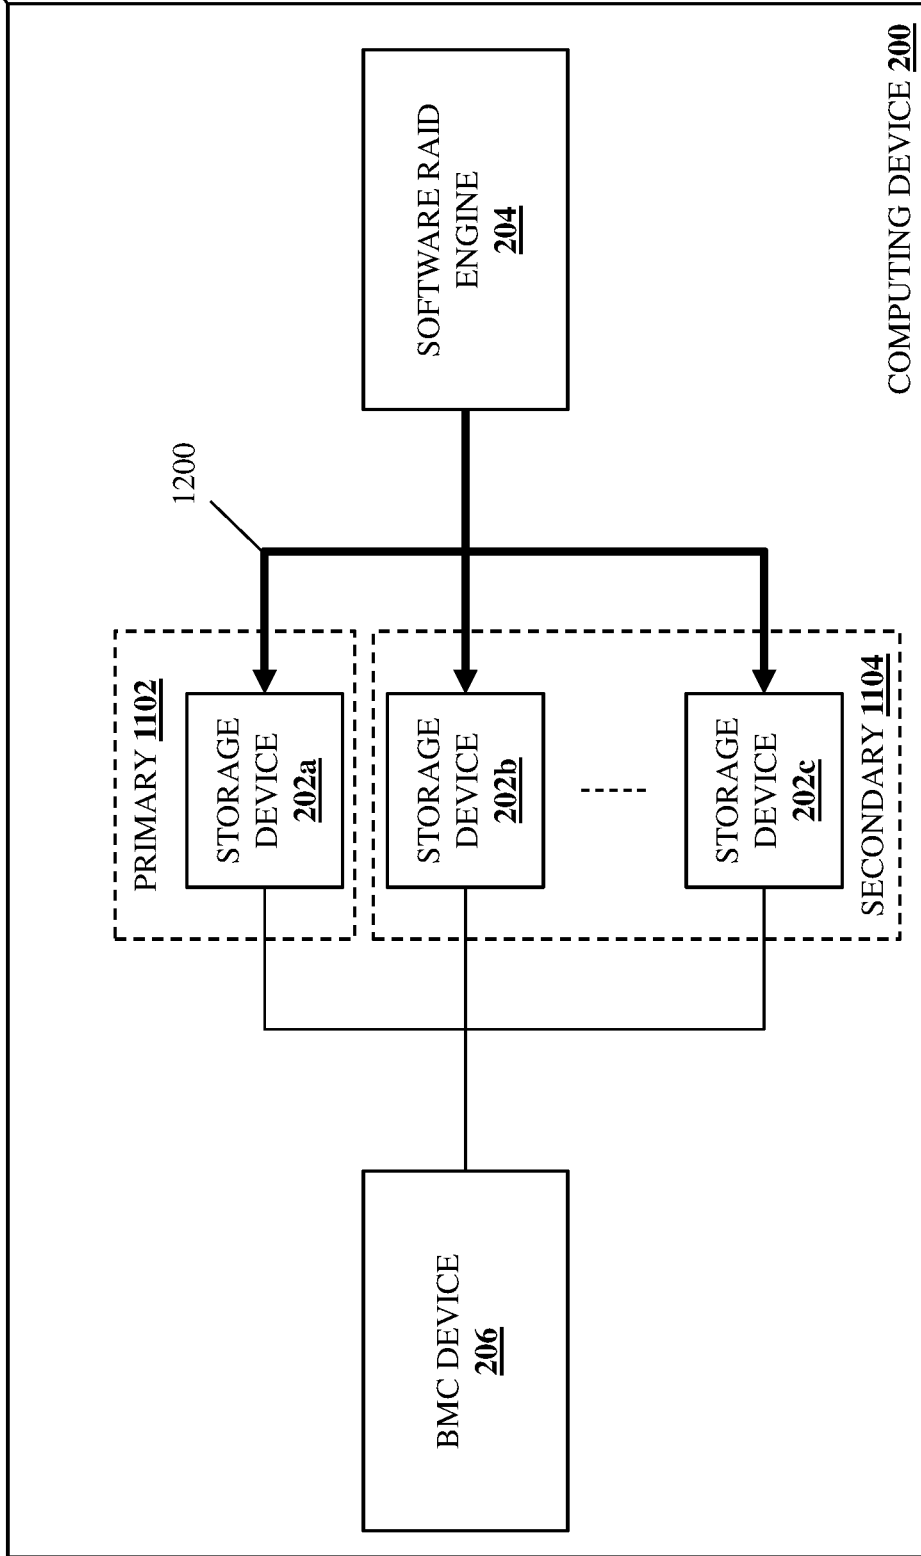 BMC DEVICE
206
PRIMARY 1102
STORAGE
DEVICE
202a
STORAGE
DEVICE
202b
STORAGE
DEVICE
202c
SECONDARY 1104
1200
SOFTWARE RAID
ENGINE
204
COMPUTING DEVICE 200